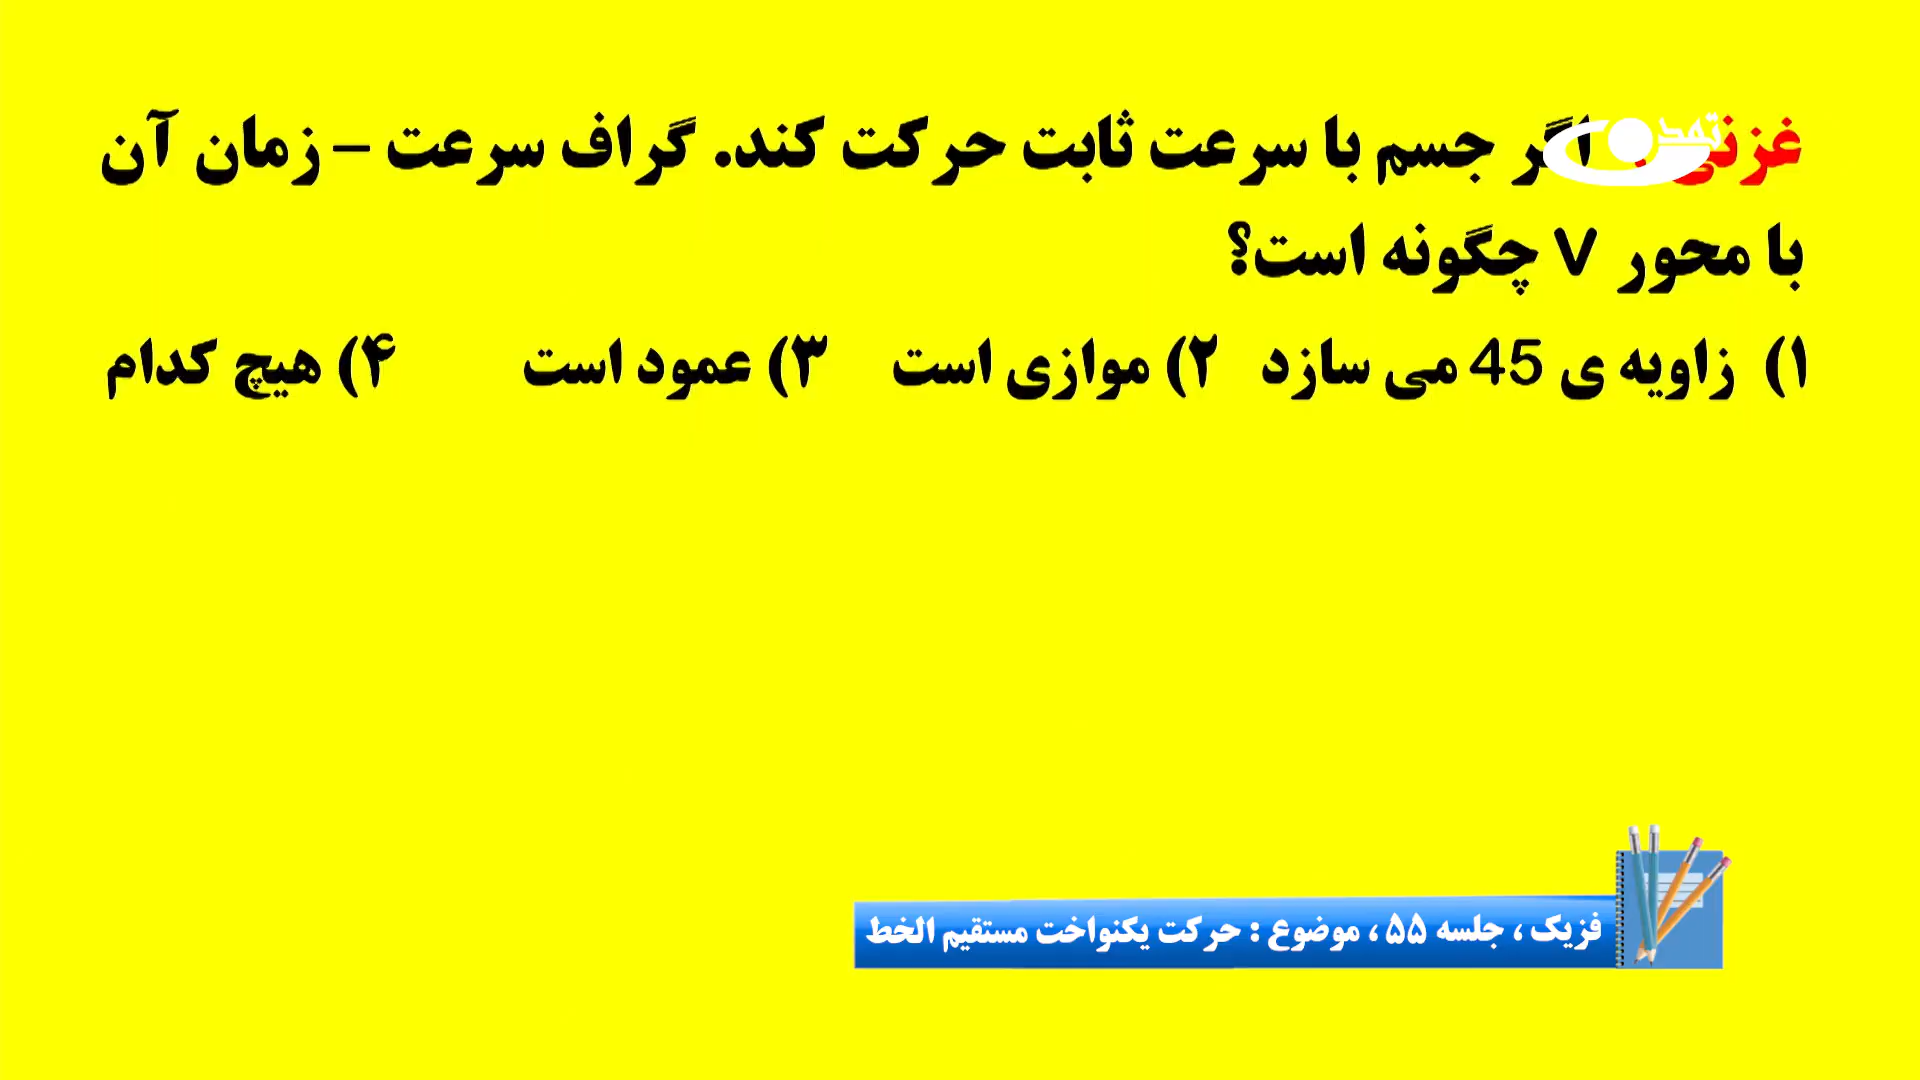 غزنی: اگر جسم با سرعت ثابت حرکت کند. گراف سرعت – زمان آن
با محور V چگونه است؟
۱) زاویه ی 45 می سازد ۲) موازی است ۳) عمود است ۴) هیچ کدام
تمدن
فزیک ، جلسه ۵۵ ، موضوع : حرکت یکنواخت مستقیم الخط